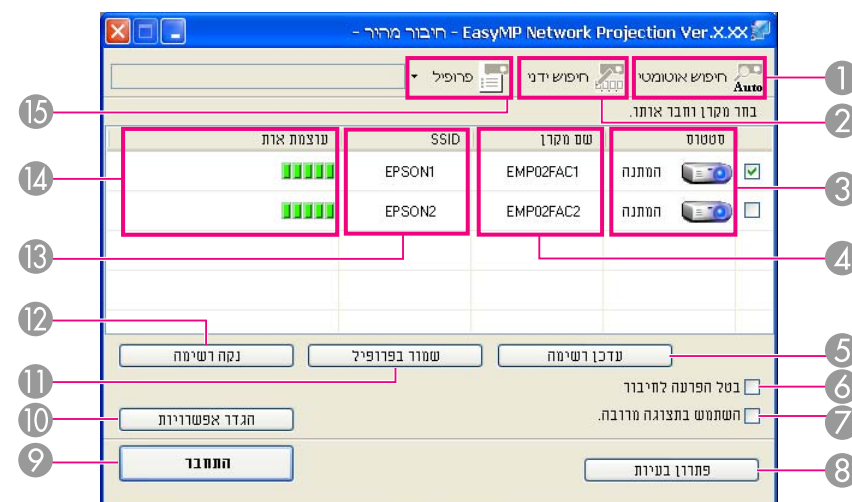 EasyMP Network Projection Ver.X.XX - חיבור מהיר -
חיפוש אוטומטי Auto חיפוש ידני פרופיל 1
15
בחר מקרן וחבר אותו. 2
סטטוס שם מקרן SSID עוצמת אות
המתנה EMP02FAC1 EPSON1 3
14
המתנה EMP02FAC2 EPSON2
13 4
12
עדכן רשימה שמור בפרופיל נקה רשימה 5
11 בטל הפרעה לחיבור 6
10 השתמש בתצוגה מרובה. הגדר אפשרויות 7
9 התחבר פתרון בעיות 8